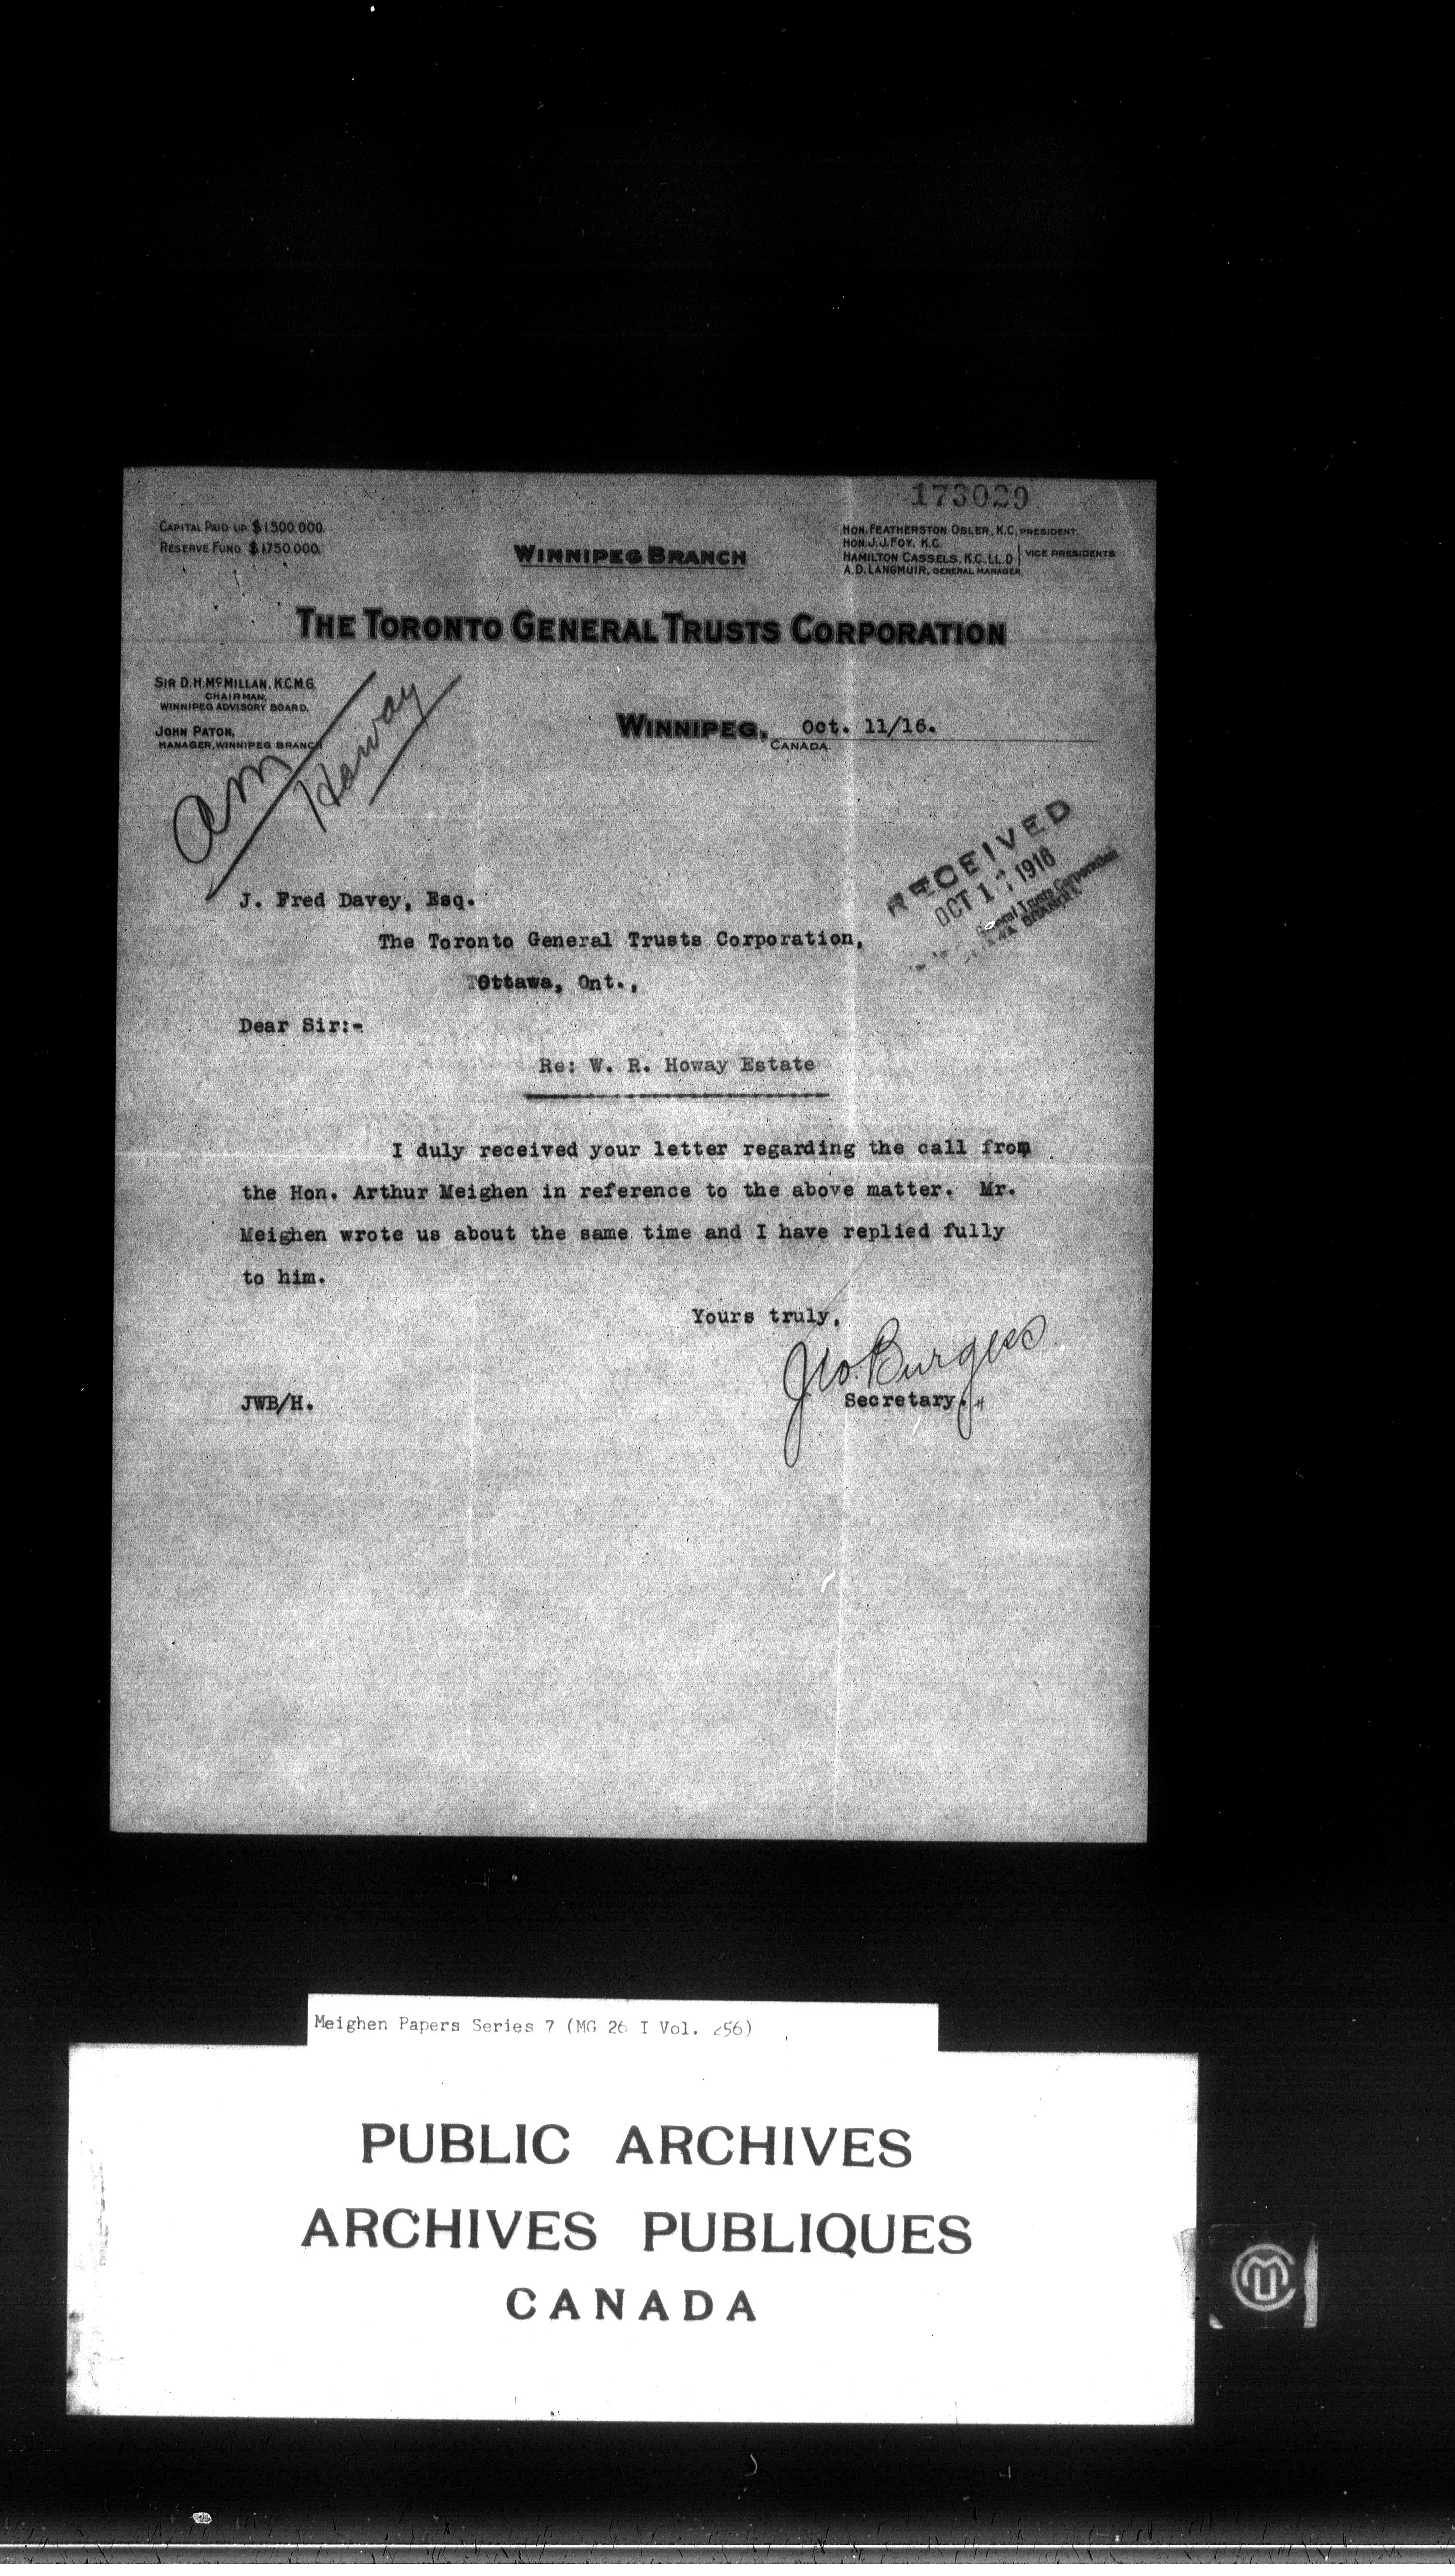 173029
CAPITAL PAID UP $1.500.000.
RESERVE FUND $1.750.000.
WINNIPEG BRANCH
HON. FEATHERSTON OSLER, K.C, PRESIDENT.
HON. J.J. FOY, K.C.
HAMILTON CASSELS, K.C., LL.D } VICE PRESIDENTS
A.D. LANGMUIR, GENERAL MANAGER
THE TORONTO GENERAL TRUSTS CORPORATION
SIR D.H. McMILLAN, K.C.M.G.
CHAIRMAN,
WINNIPEG ADVISORY BOARD.
JOHN PATON,
MANAGER, WINNIPEG BRANCH
WINNIPEG, Oct. 11/16.
CANADA.
am
Howay
RECEIVED
OCT 1 1916
Trusts Corporation
BRANCH
J. Fred Davey, Esq.
The Toronto General Trusts Corporation,
Ottawa, Ont.,
Dear Sir:-
Re: W. R. Howay Estate
I duly received your letter regarding the call from
the Hon. Arthur Meighen in reference to the above matter. Mr.
Meighen wrote us about the same time and I have replied fully
to him.
Yours truly,
J.W. Burgess
JWB/H.
Secretary.
Meighen Papers Series 7 (MG 26 I Vol. 256)
PUBLIC ARCHIVES
ARCHIVES PUBLIQUES
CANADA